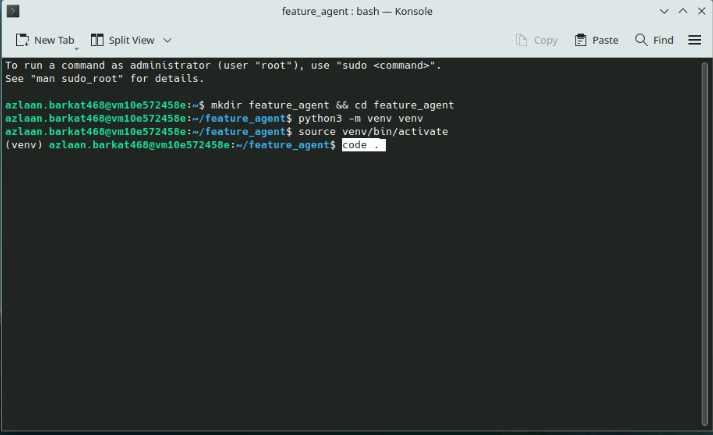 feature_agent : bash — Konsole
New Tab Split View Copy Paste Find
To run a command as administrator (user "root"), use "sudo <command>".
See "man sudo_root" for details.
azlaan.barkat468@vm10e572458e:~$ mkdir feature_agent && cd feature_agent
azlaan.barkat468@vm10e572458e:~/feature_agent$ python3 -m venv venv
azlaan.barkat468@vm10e572458e:~/feature_agent$ source venv/bin/activate
(venv) azlaan.barkat468@vm10e572458e:~/feature_agent$ code .